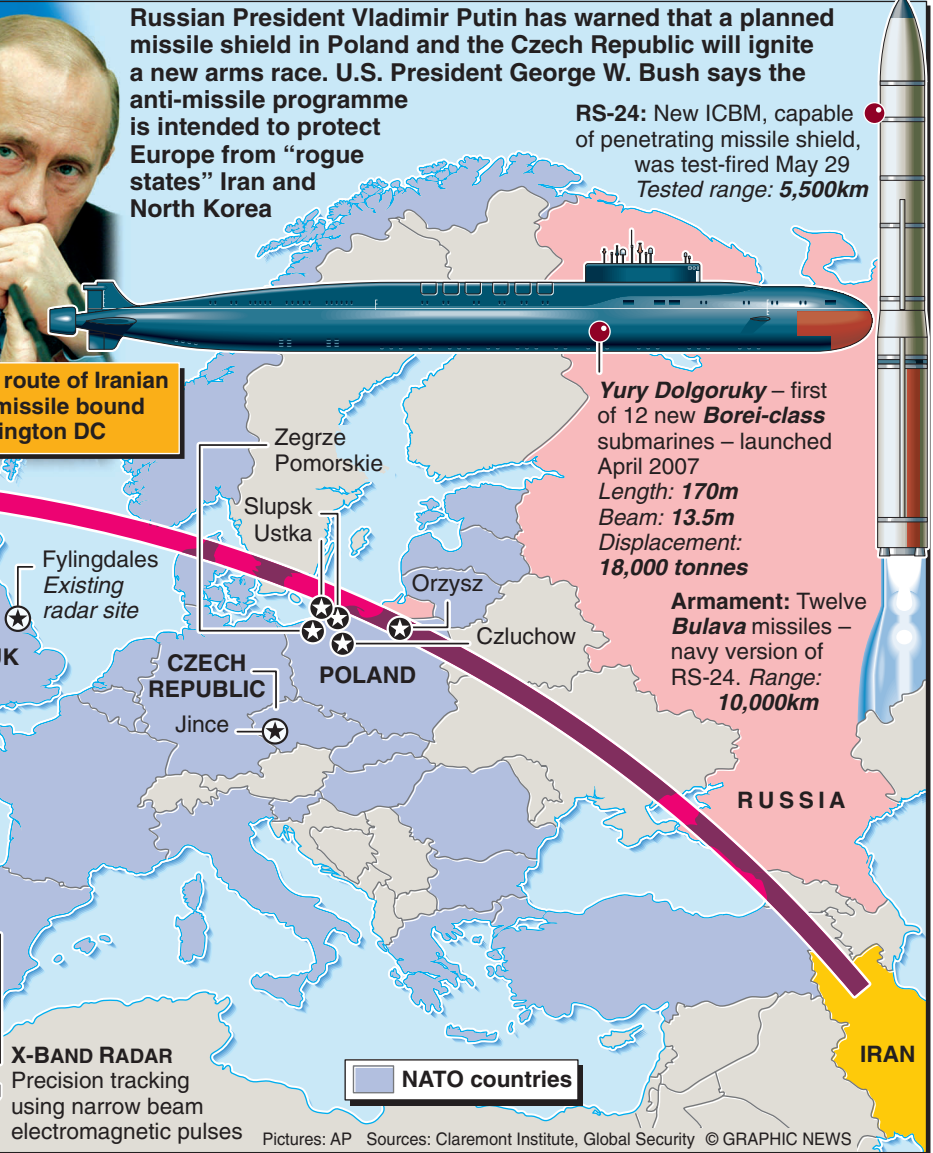 Russian President Vladimir Putin has warned that a planned
missile shield in Poland and the Czech Republic will ignite
a new arms race. U.S. President George W. Bush says the
anti-missile programme
is intended to protect
Europe from “rogue
states” Iran and
North Korea
RS-24: New ICBM, capable
of penetrating missile shield,
was test-fired May 29
Tested range: 5,500km
route of Iranian
missile bound
ington DC
Yury Dolgoruky – first
of 12 new Borei-class
submarines – launched
April 2007
Length: 170m
Beam: 13.5m
Displacement:
18,000 tonnes
Armament: Twelve
Bulava missiles –
navy version of
RS-24. Range:
10,000km
Zegrze
Pomorskie
Slupsk
Ustka
Fylingdales
Existing
radar site
Orzysz
Czluchow
UK
CZECH
REPUBLIC
POLAND
Jince
RUSSIA
IRAN
X-BAND RADAR
Precision tracking
using narrow beam
electromagnetic pulses
NATO countries
Pictures: AP Sources: Claremont Institute, Global Security © GRAPHIC NEWS